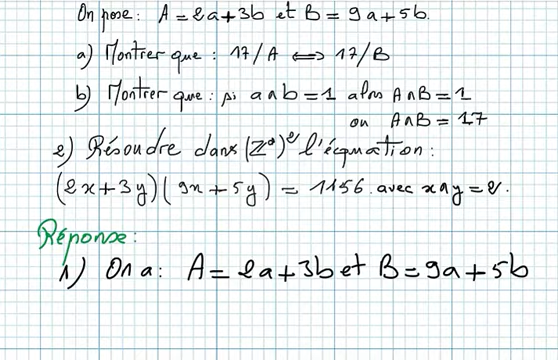 On pose: A = 2a+3b et B = 9a+5b.
a) Montrer que : 17/A ⟺ 17/B
b) Montrer que : si a∧b=1 alors A∧B=1
ou A∧B=17
2) Résoudre dans (ℤ*)² l'équation:
(2x+3y)(9x+5y) = 1156 avec x∧y=2.
Réponse:
1) On a: A = 2a+3b et B = 9a+5b